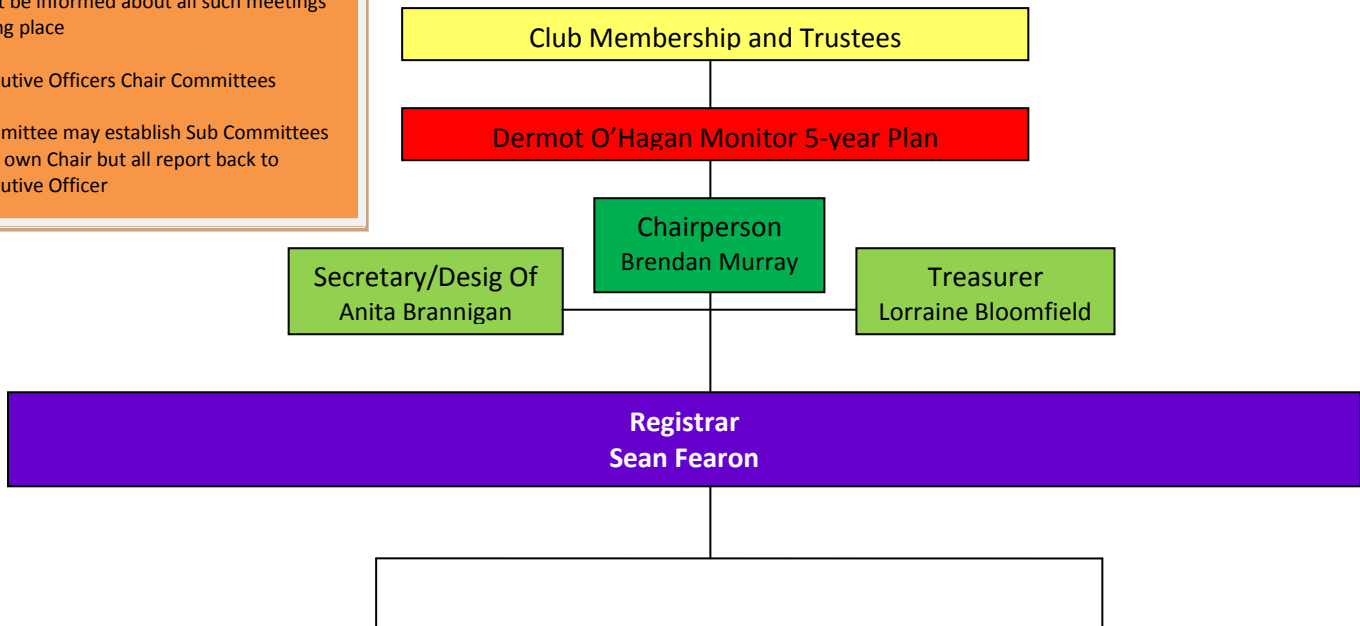 t be informed about all such meetings
ng place
utive Officers Chair Committees
mittee may establish Sub Committees
own Chair but all report back to
utive Officer
Club Membership and Trustees
Dermot O'Hagan Monitor 5-year Plan
Chairperson
Brendan Murray
Secretary/Desig Of
Anita Brannigan
Treasurer
Lorraine Bloomfield
Registrar
Sean Fearon